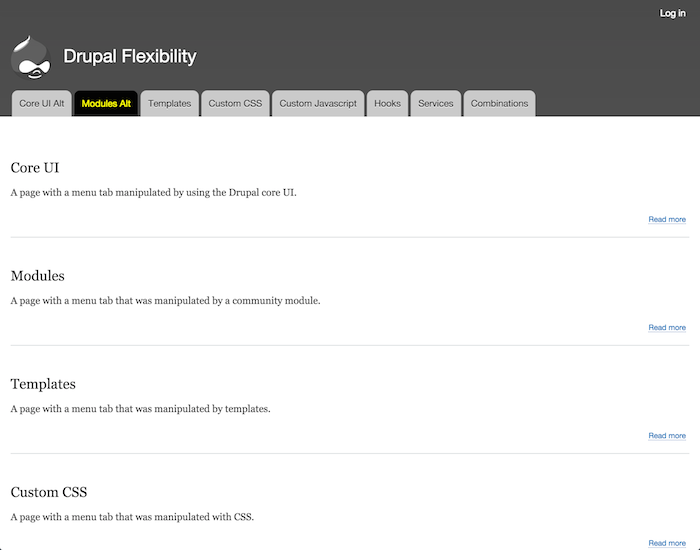 Log in
Drupal Flexibility
Core UI Alt
Modules Alt
Templates
Custom CSS
Custom Javascript
Hooks
Services
Combinations
Core UI
A page with a menu tab manipulated by using the Drupal core UI.
Read more
Modules
A page with a menu tab that was manipulated by a community module.
Read more
Templates
A page with a menu tab that was manipulated by templates.
Read more
Custom CSS
A page with a menu tab that was manipulated with CSS.
Read more